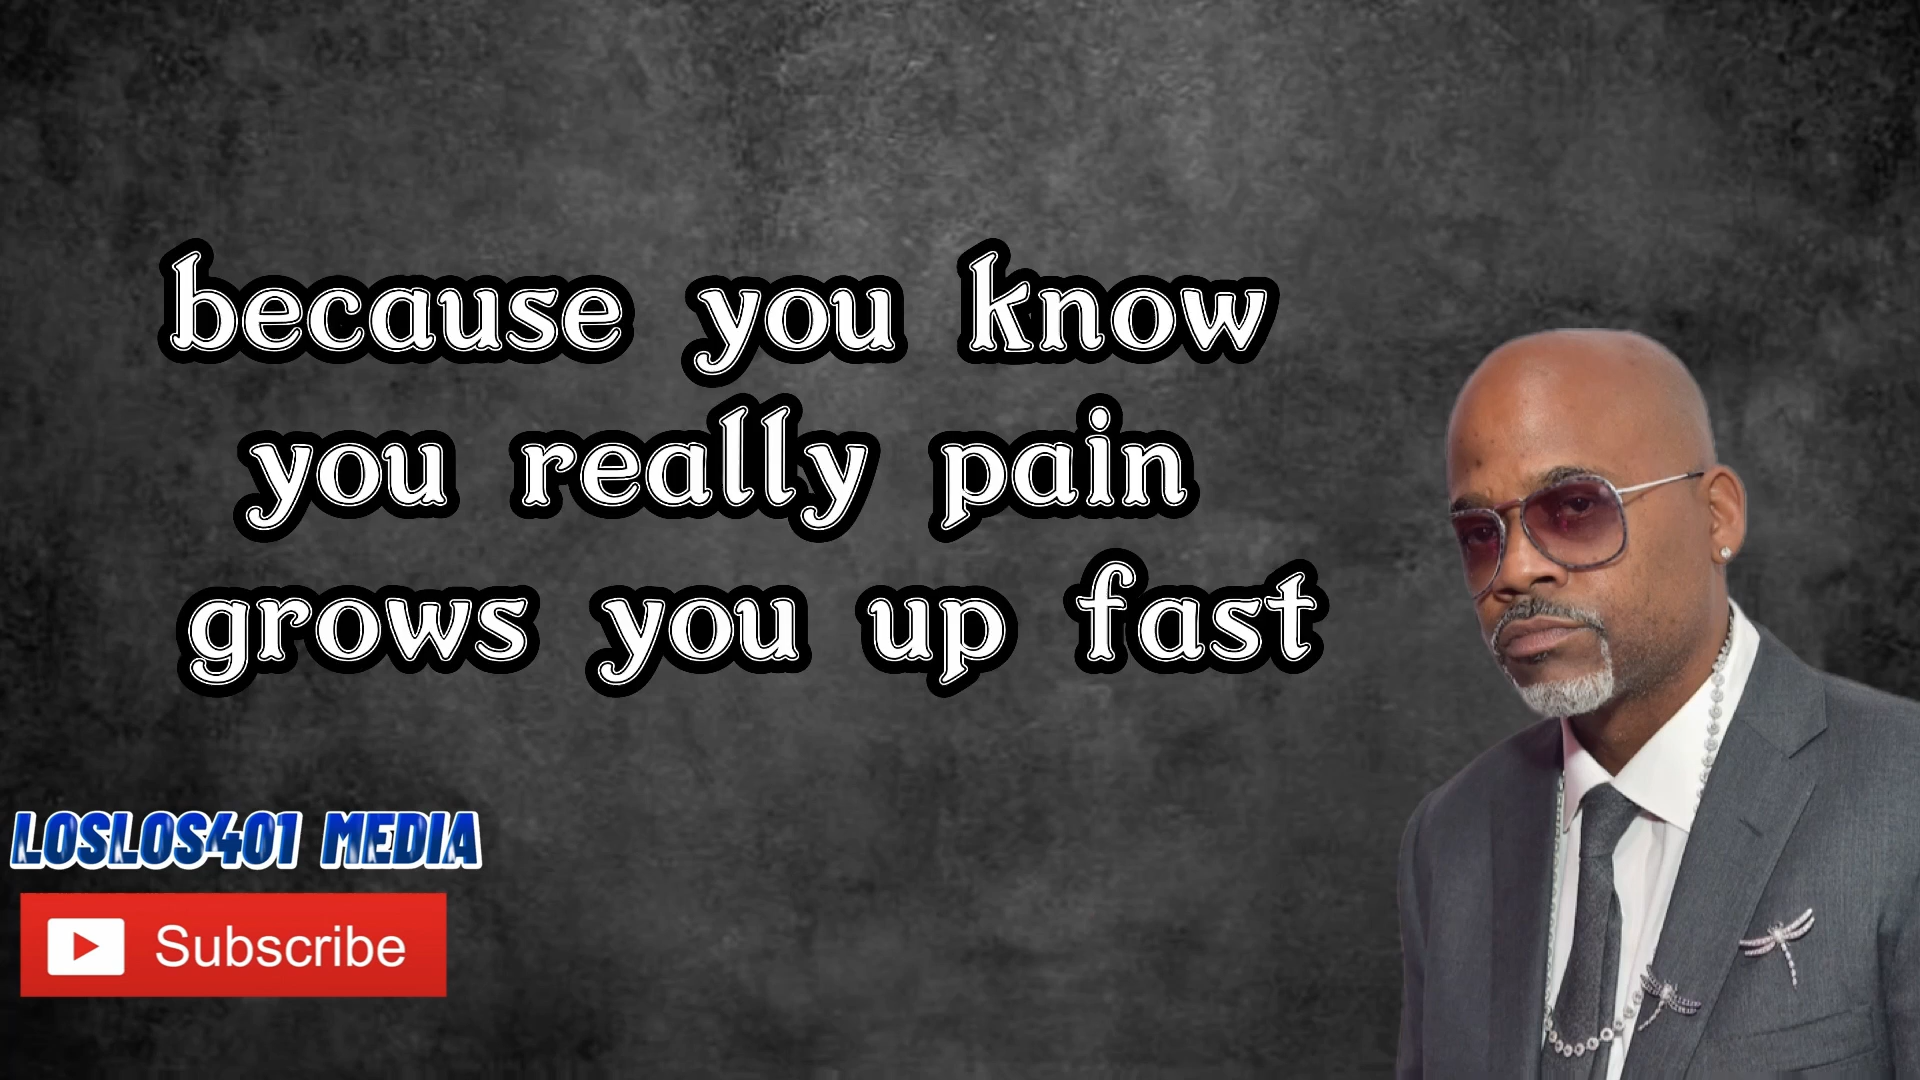 because you know
you really pain
grows you up fast
LOSLOS401 MEDIA
Subscribe